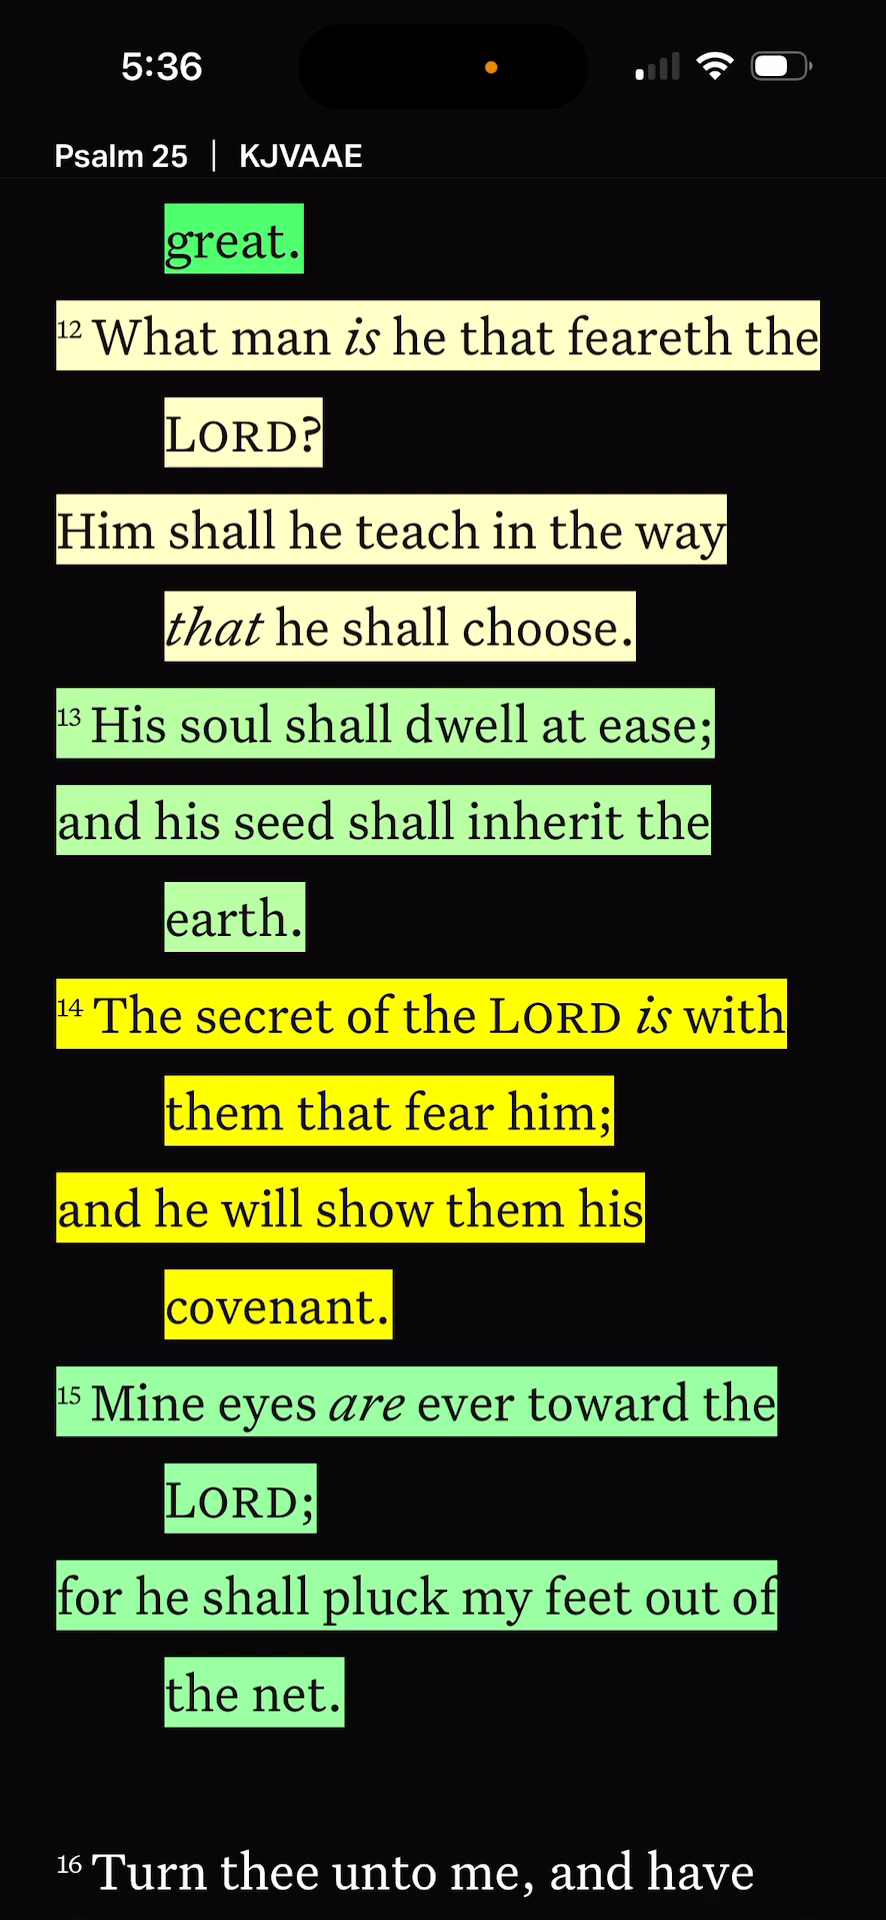 5:36
Psalm 25 | KJVAAE
great.
12 What man is he that feareth the
LORD?
Him shall he teach in the way
that he shall choose.
13 His soul shall dwell at ease;
and his seed shall inherit the
earth.
14 The secret of the LORD is with
them that fear him;
and he will show them his
covenant.
15 Mine eyes are ever toward the
LORD;
for he shall pluck my feet out of
the net.
16 Turn thee unto me, and have